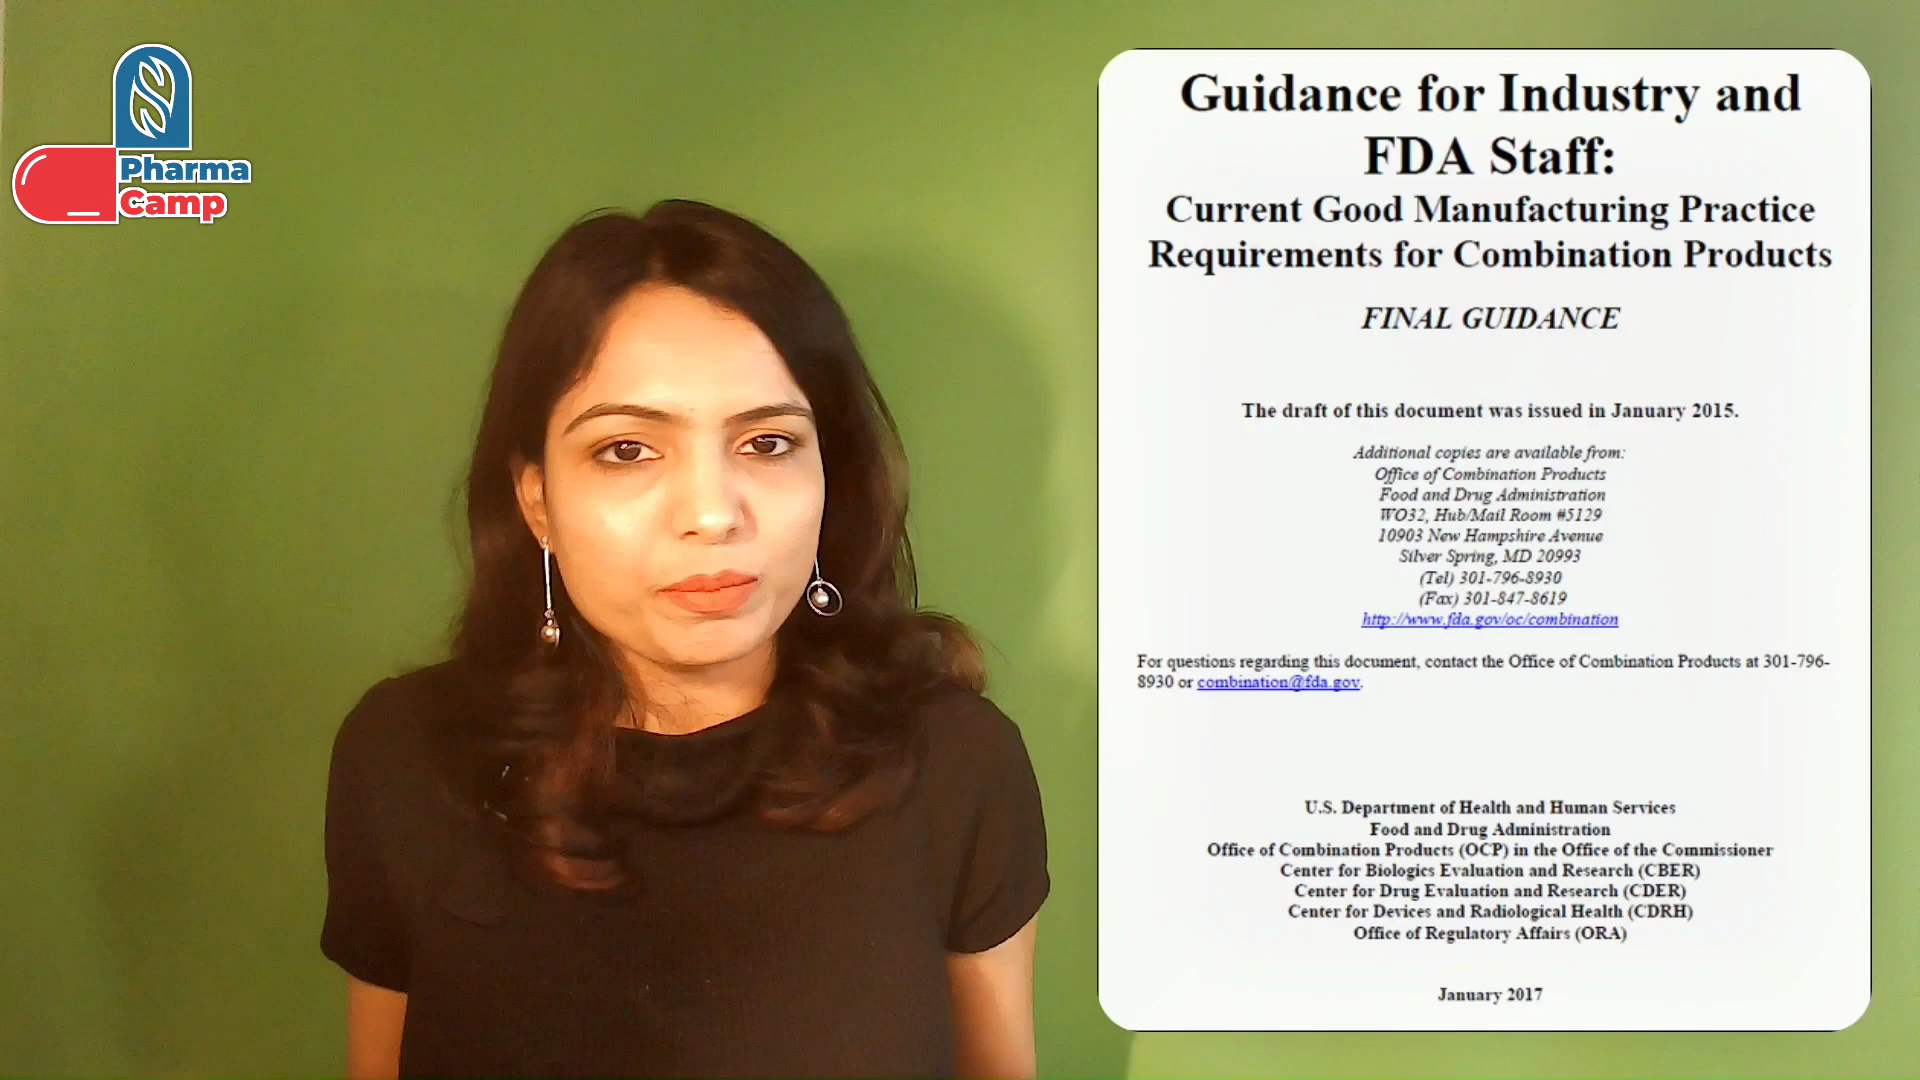 Pharma
Camp
Guidance for Industry and
FDA Staff:
Current Good Manufacturing Practice
Requirements for Combination Products
FINAL GUIDANCE
The draft of this document was issued in January 2015.
Additional copies are available from:
Office of Combination Products
Food and Drug Administration
WO32, Hub/Mail Room #5129
10903 New Hampshire Avenue
Silver Spring, MD 20993
(Tel) 301-796-8930
(Fax) 301-847-8619
http://www.fda.gov/oc/combination
For questions regarding this document, contact the Office of Combination Products at 301-796-
8930 or combination@fda.gov.
U.S. Department of Health and Human Services
Food and Drug Administration
Office of Combination Products (OCP) in the Office of the Commissioner
Center for Biologics Evaluation and Research (CBER)
Center for Drug Evaluation and Research (CDER)
Center for Devices and Radiological Health (CDRH)
Office of Regulatory Affairs (ORA)
January 2017